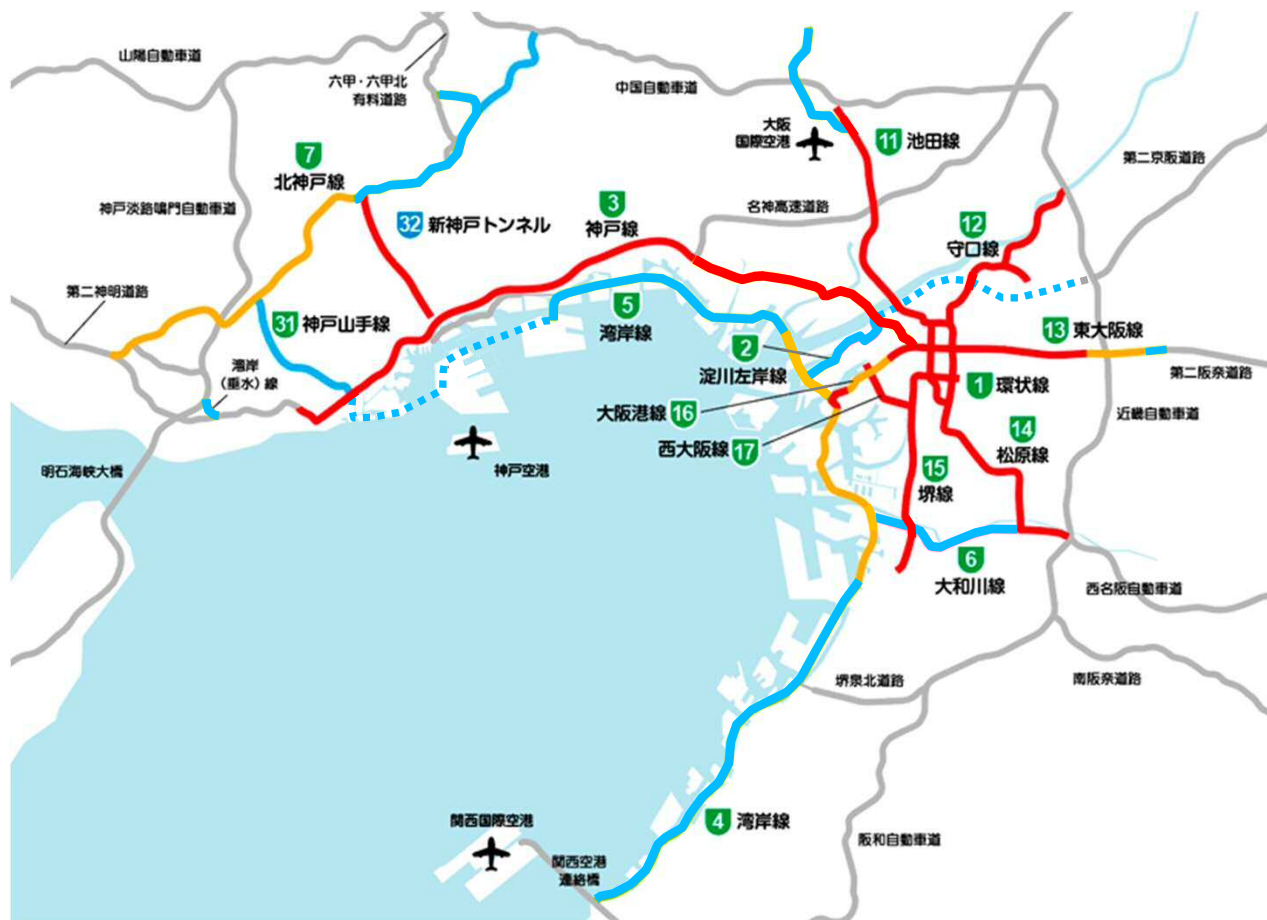 山陽自動車道
六甲・六甲北
有料道路
中国自動車道
大阪
国際空港
11 池田線
第二京阪道路
7
北神戸線
神戸淡路鳴門自動車道
32 新神戸トンネル
3
神戸線
名神高速道路
12
守口線
第二神明道路
31 神戸山手線
5
湾岸線
2
淀川左岸線
13 東大阪線
第二阪奈道路
湾岸
(垂水)線
1 環状線
大阪港線 16
近畿自動車道
西大阪線 17
14
松原線
明石海峡大橋
神戸空港
15
堺線
6
大和川線
西名阪自動車道
堺泉北道路
南阪奈道路
関西国際空港
4 湾岸線
阪和自動車道
関西空港
連絡橋